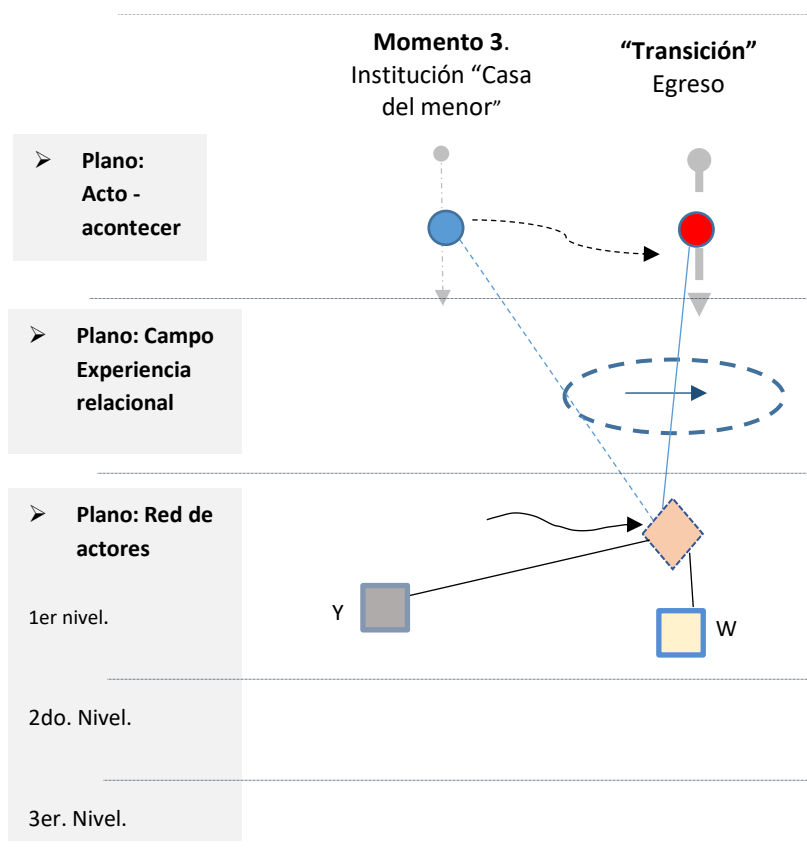 Momento 3.
Institución “Casa
del menor”
“Transición”
Egreso
➢ Plano:
Acto -
acontecer
➢ Plano: Campo
Experiencia
relacional
➢ Plano: Red de
actores
1er nivel.
Y
W
2do. Nivel.
3er. Nivel.